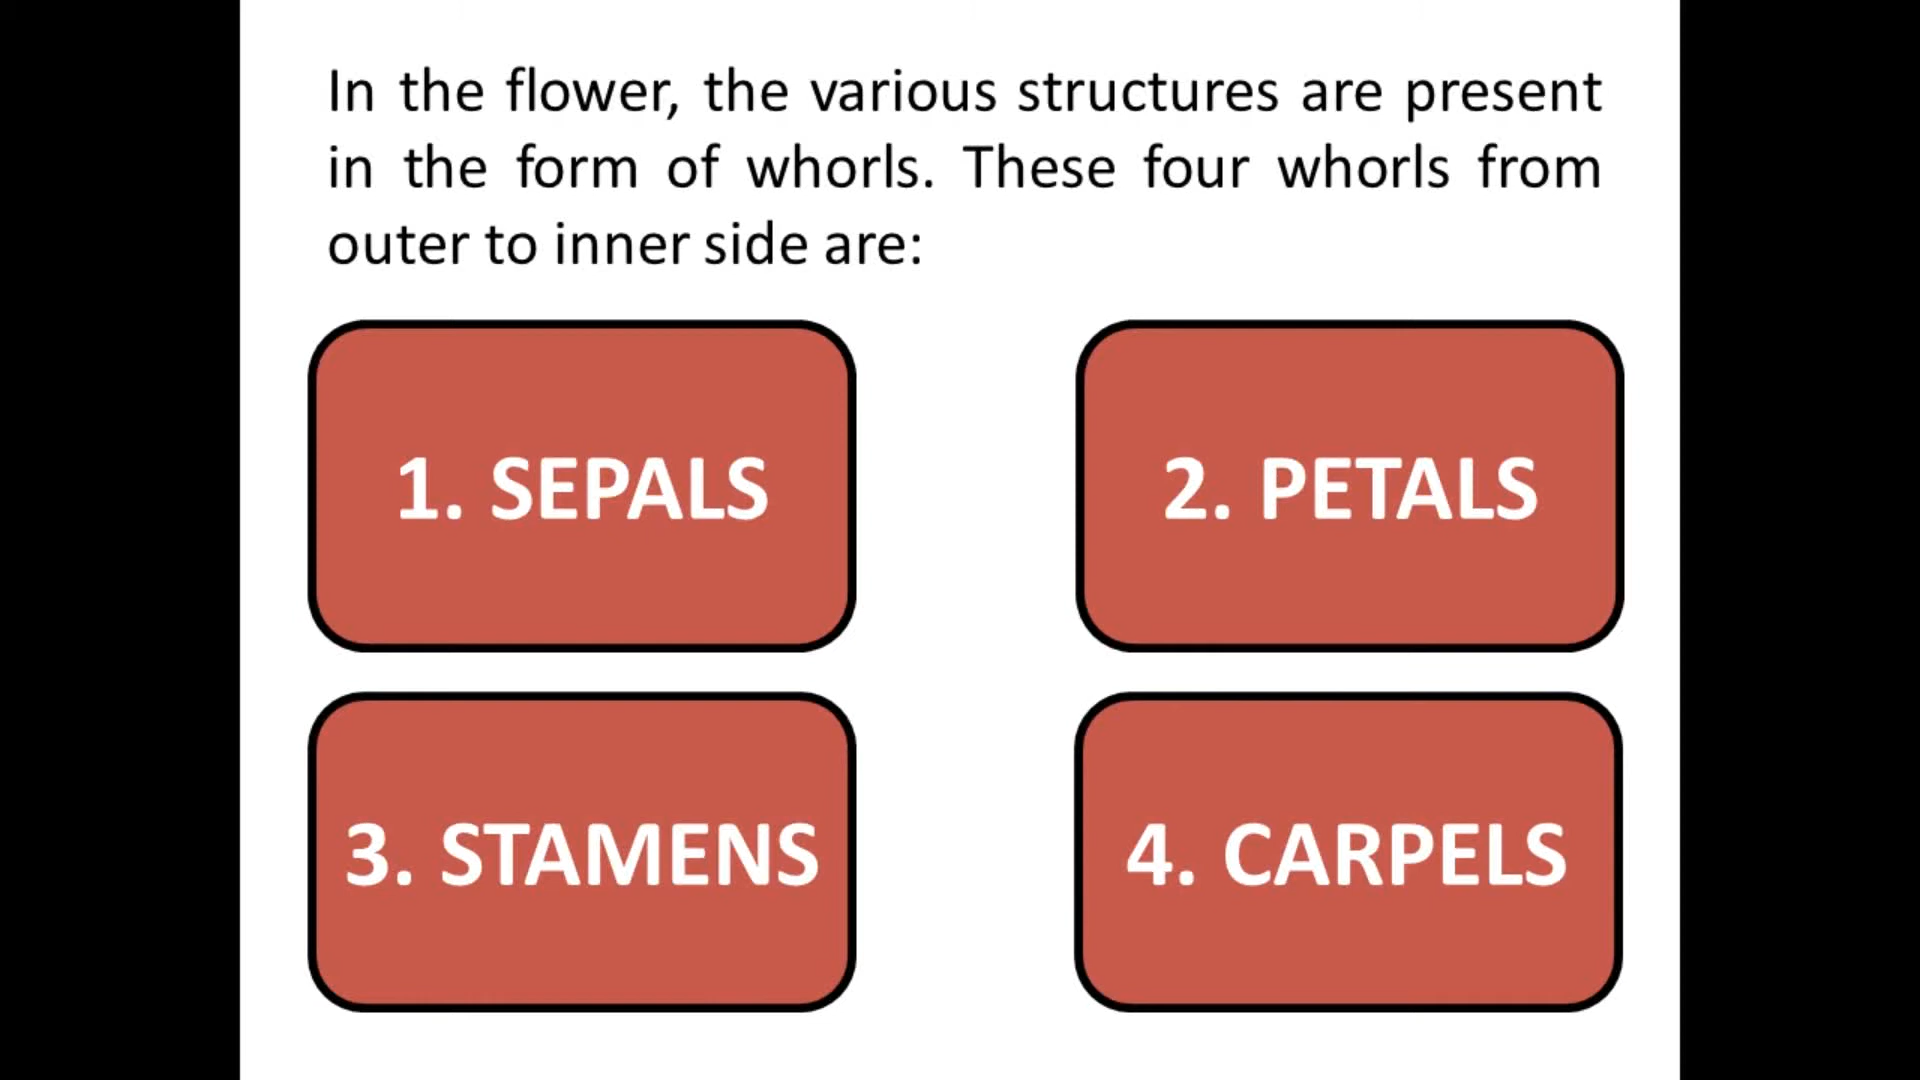 In the flower, the various structures are present
in the form of whorls. These four whorls from
outer to inner side are:
1. SEPALS
2. PETALS
3. STAMENS
4. CARPELS